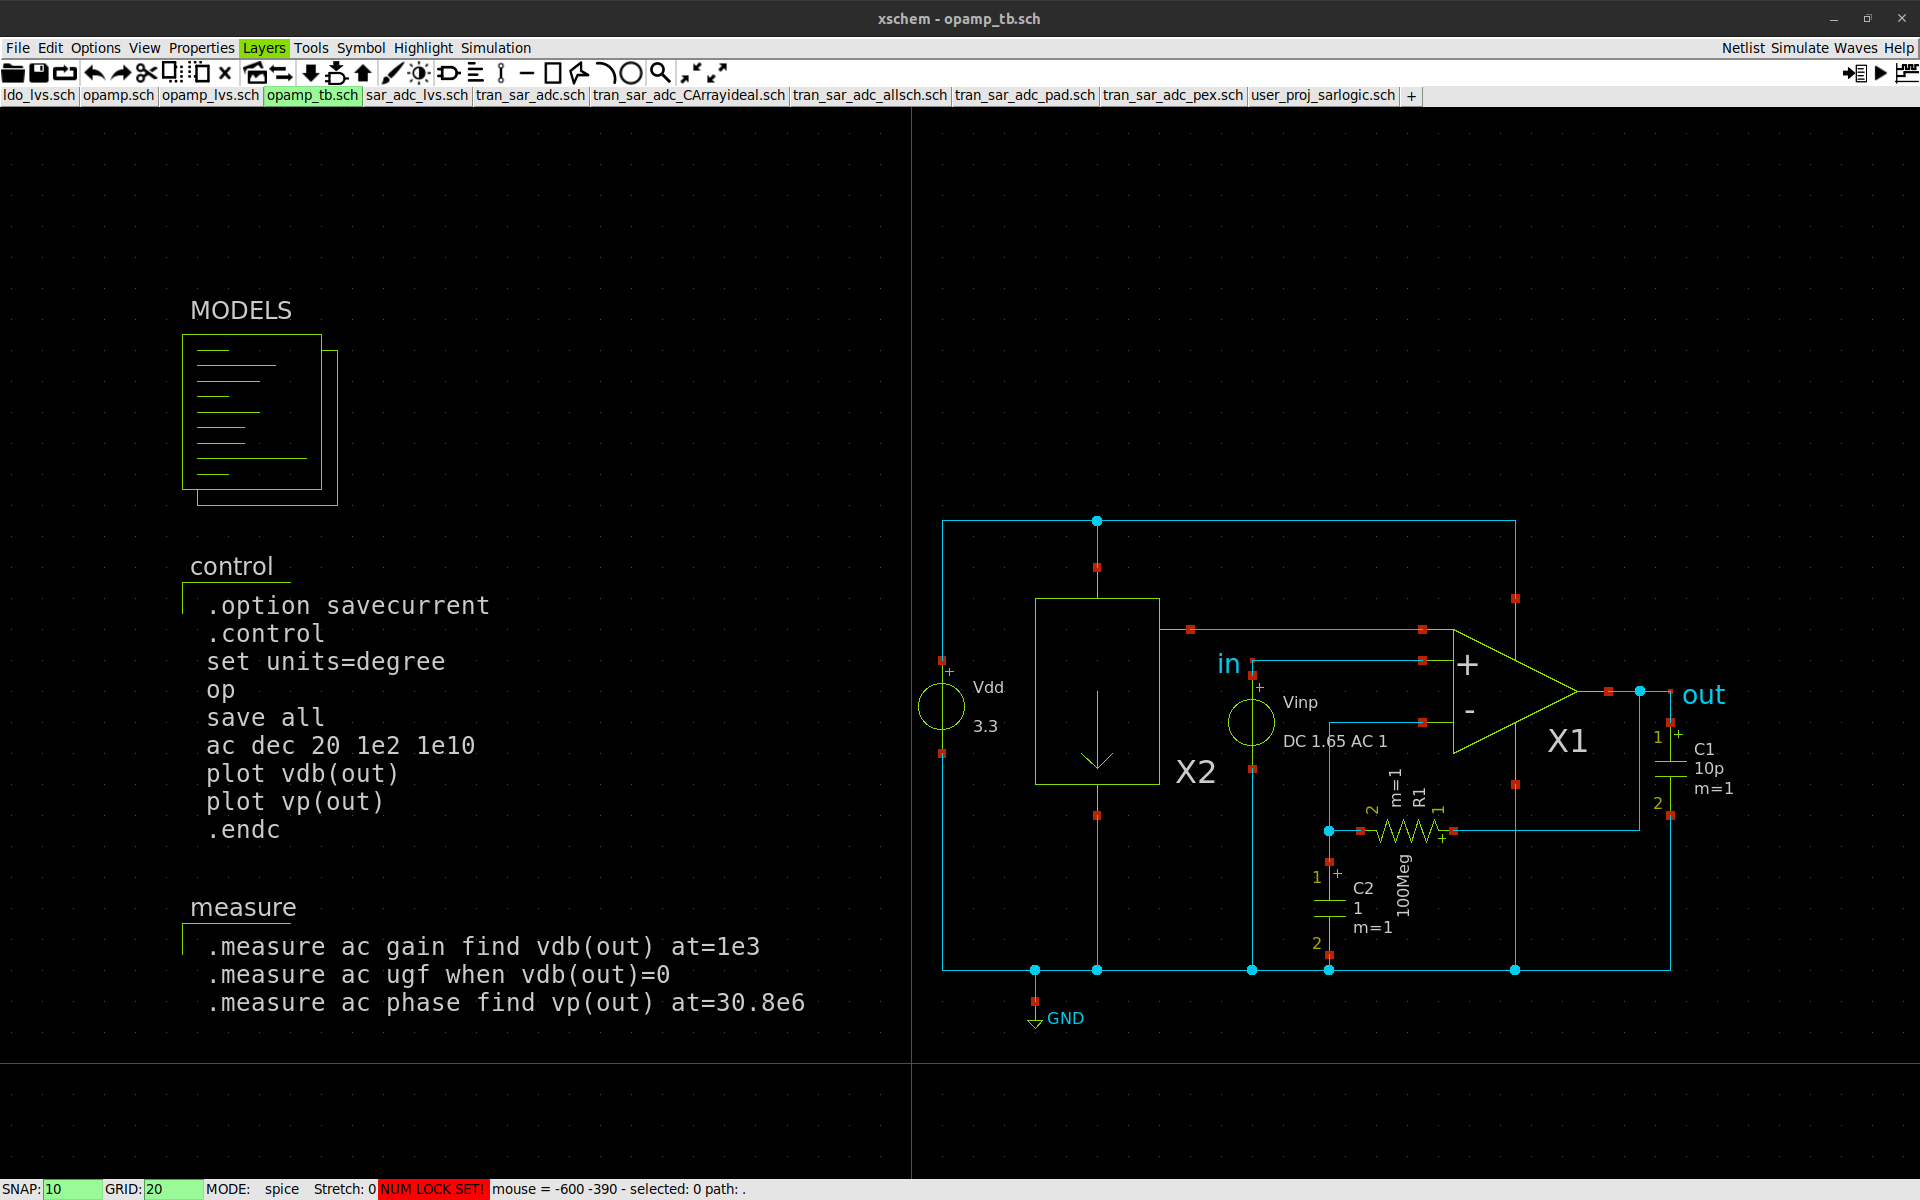 xschem - opamp_tb.sch
File Edit Options View Properties Layers Tools Symbol Highlight Simulation Netlist Simulate Waves Help
ldo_lvs.sch opamp.sch opamp_lvs.sch opamp_tb.sch sar_adc_lvs.sch tran_sar_adc.sch tran_sar_adc_CArrayideal.sch tran_sar_adc_allsch.sch tran_sar_adc_pad.sch tran_sar_adc_pex.sch user_proj_sarlogic.sch +
MODELS
control
.option savecurrent
.control
set units=degree
op
save all
ac dec 20 1e2 1e10
plot vdb(out)
plot vp(out)
.endc
measure
.measure ac gain find vdb(out) at=1e3
.measure ac ugf when vdb(out)=0
.measure ac phase find vp(out) at=30.8e6
+
Vdd
3.3
X2
in
+
Vinp
DC 1.65 AC 1
+
-
X1
out
1
+
C1
10p
m=1
2
2
m=1
R1
1
+
100Meg
1
+
C2
1
m=1
2
GND
SNAP: 10 GRID: 20 MODE: spice Stretch: 0 NUM LOCK SET! mouse = -600 -390 - selected: 0 path: .